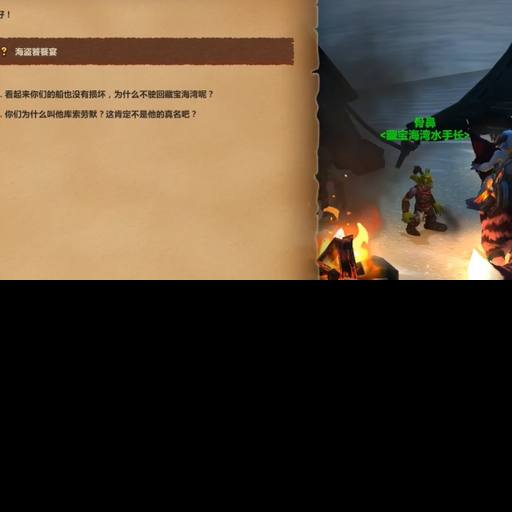 好！
海盗饕餮宴
. 看起来你们的船也没有损坏，为什么不驶回藏宝海湾呢？
. 你们为什么叫他库索劳默？这肯定不是他的真名吧？
骨鼻
<藏宝海湾水手长>